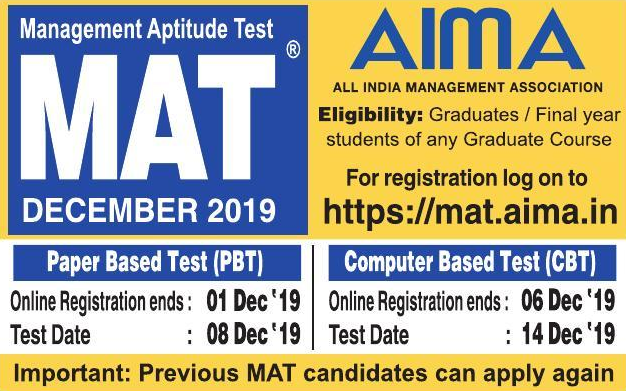 Management Aptitude Test
MAT®
DECEMBER 2019
AIMA
ALL INDIA MANAGEMENT ASSOCIATION
Eligibility: Graduates / Final year
students of any Graduate Course
For registration log on to
https://mat.aima.in
Paper Based Test (PBT)
Online Registration ends : 01 Dec '19
Test Date : 08 Dec '19
Computer Based Test (CBT)
Online Registration ends : 06 Dec '19
Test Date : 14 Dec '19
Important: Previous MAT candidates can apply again